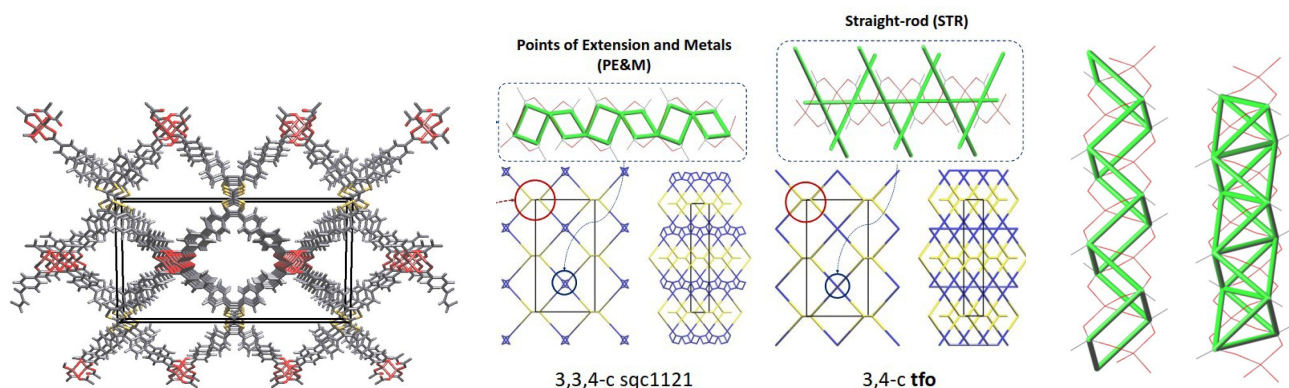 Points of Extension and Metals
(PE&M)
Straight-rod (STR)
3,3,4-c sqc1121
3,4-c tfo